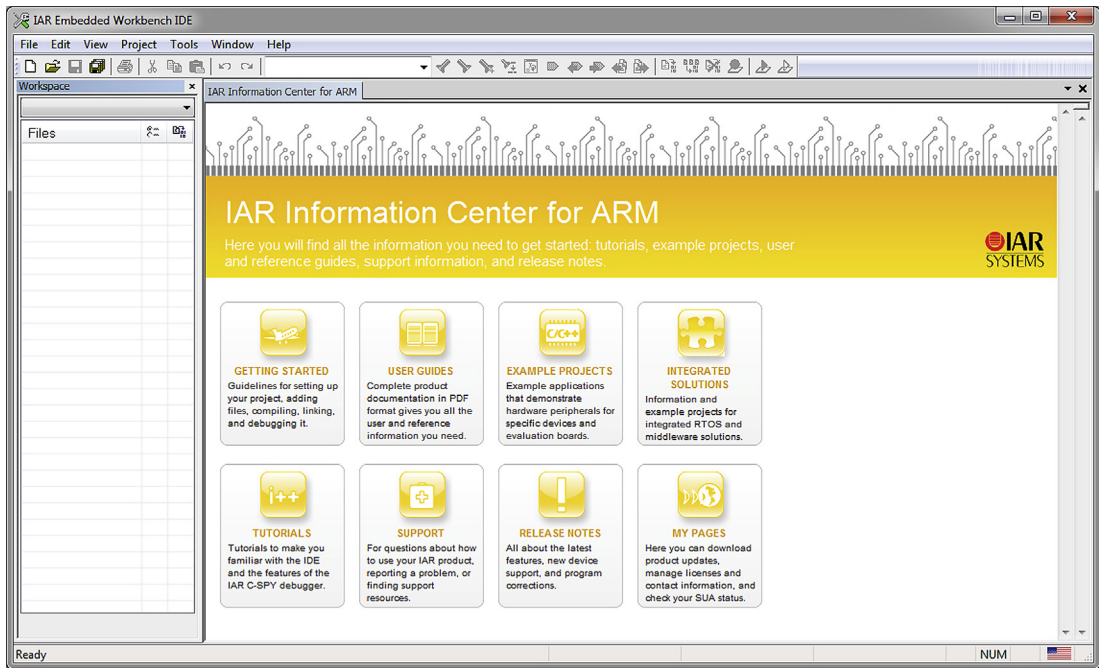 IAR Embedded Workbench IDE
File Edit View Project Tools Window Help
Workspace
IAR Information Center for ARM
Files
IAR Information Center for ARM
Here you will find all the information you need to get started: tutorials, example projects, user
and reference guides, support information, and release notes.
IAR
SYSTEMS
GETTING STARTED
Guidelines for setting up
your project, adding
files, compiling, linking,
and debugging it.
USER GUIDES
Complete product
documentation in PDF
format gives you all the
user and reference
information you need.
C/C++
EXAMPLE PROJECTS
Example applications
that demonstrate
hardware peripherals for
specific devices and
evaluation boards.
INTEGRATED
SOLUTIONS
Information and
example projects for
integrated RTOS and
middleware solutions.
i++
TUTORIALS
Tutorials to make you
familiar with the IDE
and the features of the
IAR C-SPY debugger.
SUPPORT
For questions about how
to use your IAR product,
reporting a problem, or
finding support
resources.
RELEASE NOTES
All about the latest
features, new device
support, and program
corrections.
MY PAGES
Here you can download
product updates,
manage licenses and
contact information, and
check your SUA status.
Ready
NUM